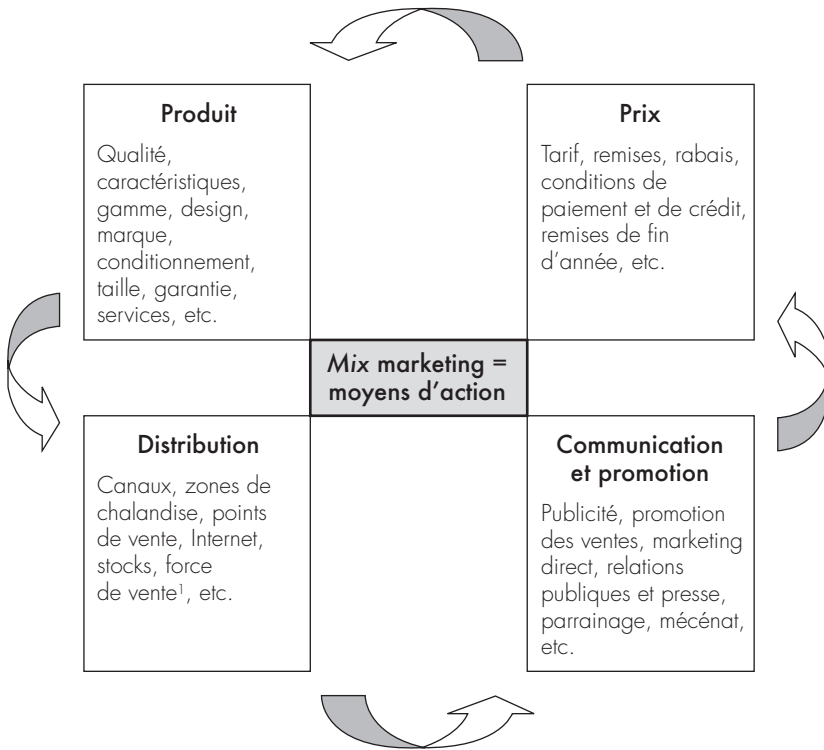 Produit
Qualité,
caractéristiques,
gamme, design,
marque,
conditionnement,
taille, garantie,
services, etc.
Prix
Tarif, remises, rabais,
conditions de
paiement et de crédit,
remises de fin
d’année, etc.
Mix marketing =
moyens d’action
Distribution
Canaux, zones de
chalandise, points
de vente, Internet,
stocks, force
de vente¹, etc.
Communication
et promotion
Publicité, promotion
des ventes, marketing
direct, relations
publiques et presse,
parrainage, mécénat,
etc.